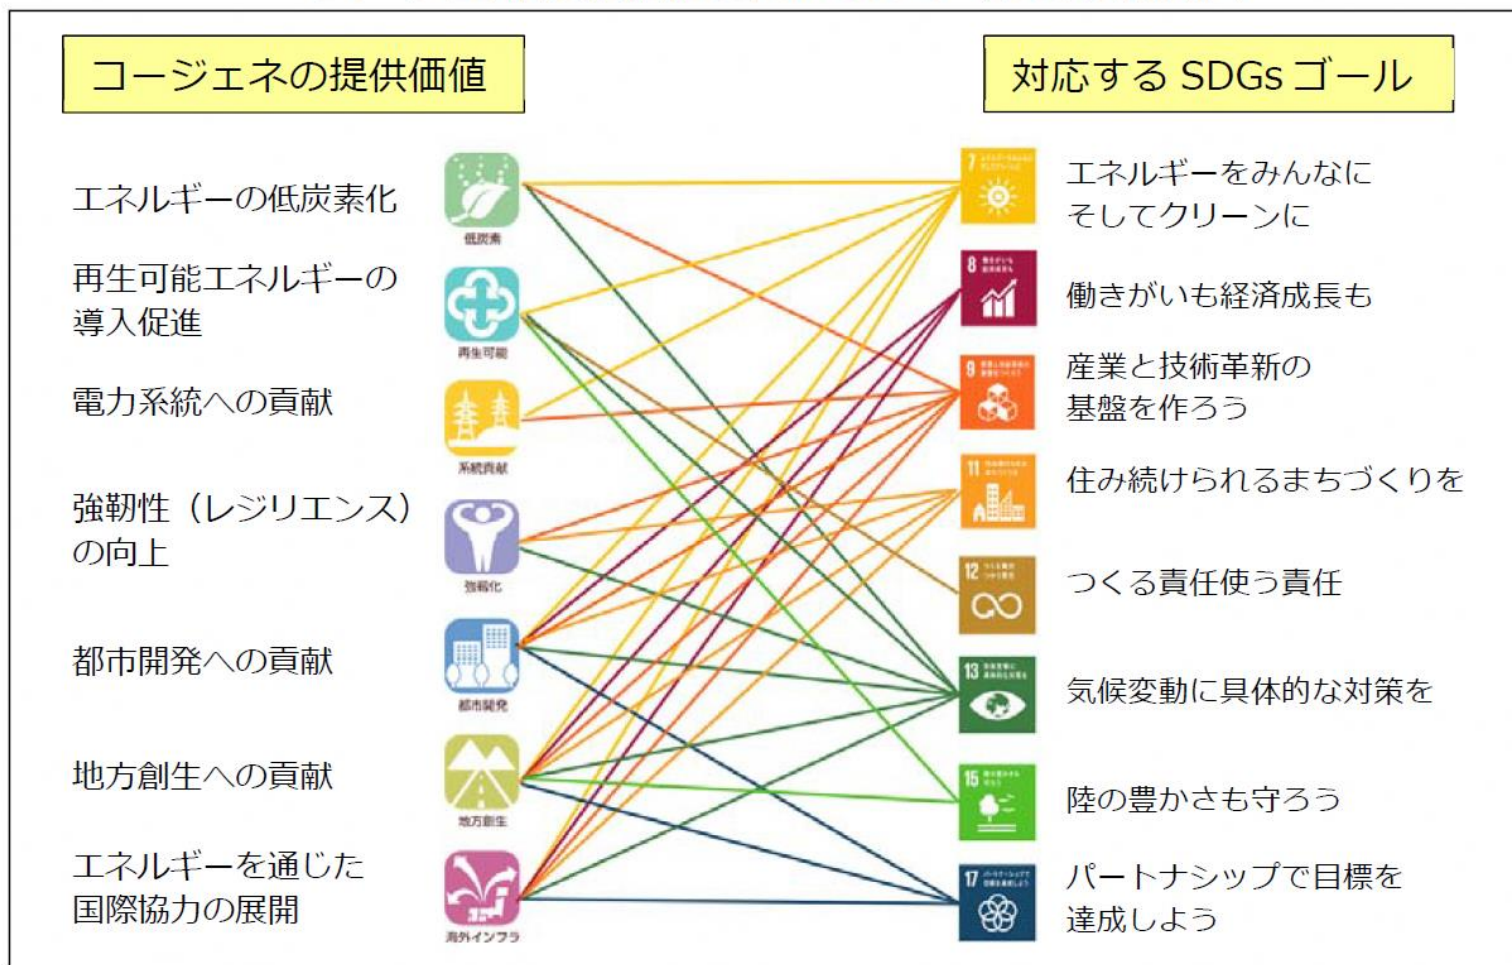 コージェネの提供価値
対応する SDGs ゴール
エネルギーの低炭素化
低炭素
再生可能エネルギーの
導入促進
再生可能
電力系統への貢献
系統貢献
強靭性（レジリエンス）
の向上
強靱化
都市開発への貢献
都市開発
地方創生への貢献
地方創生
エネルギーを通じた
国際協力の展開
海外インフラ
7
エネルギーをみんなに
そしてクリーンに
8
働きがいも経済成長も
9
産業と技術革新の
基盤を作ろう
11
住み続けられるまちづくりを
12
つくる責任使う責任
13
気候変動に具体的な対策を
15
陸の豊かさも守ろう
17
パートナシップで目標を
達成しよう